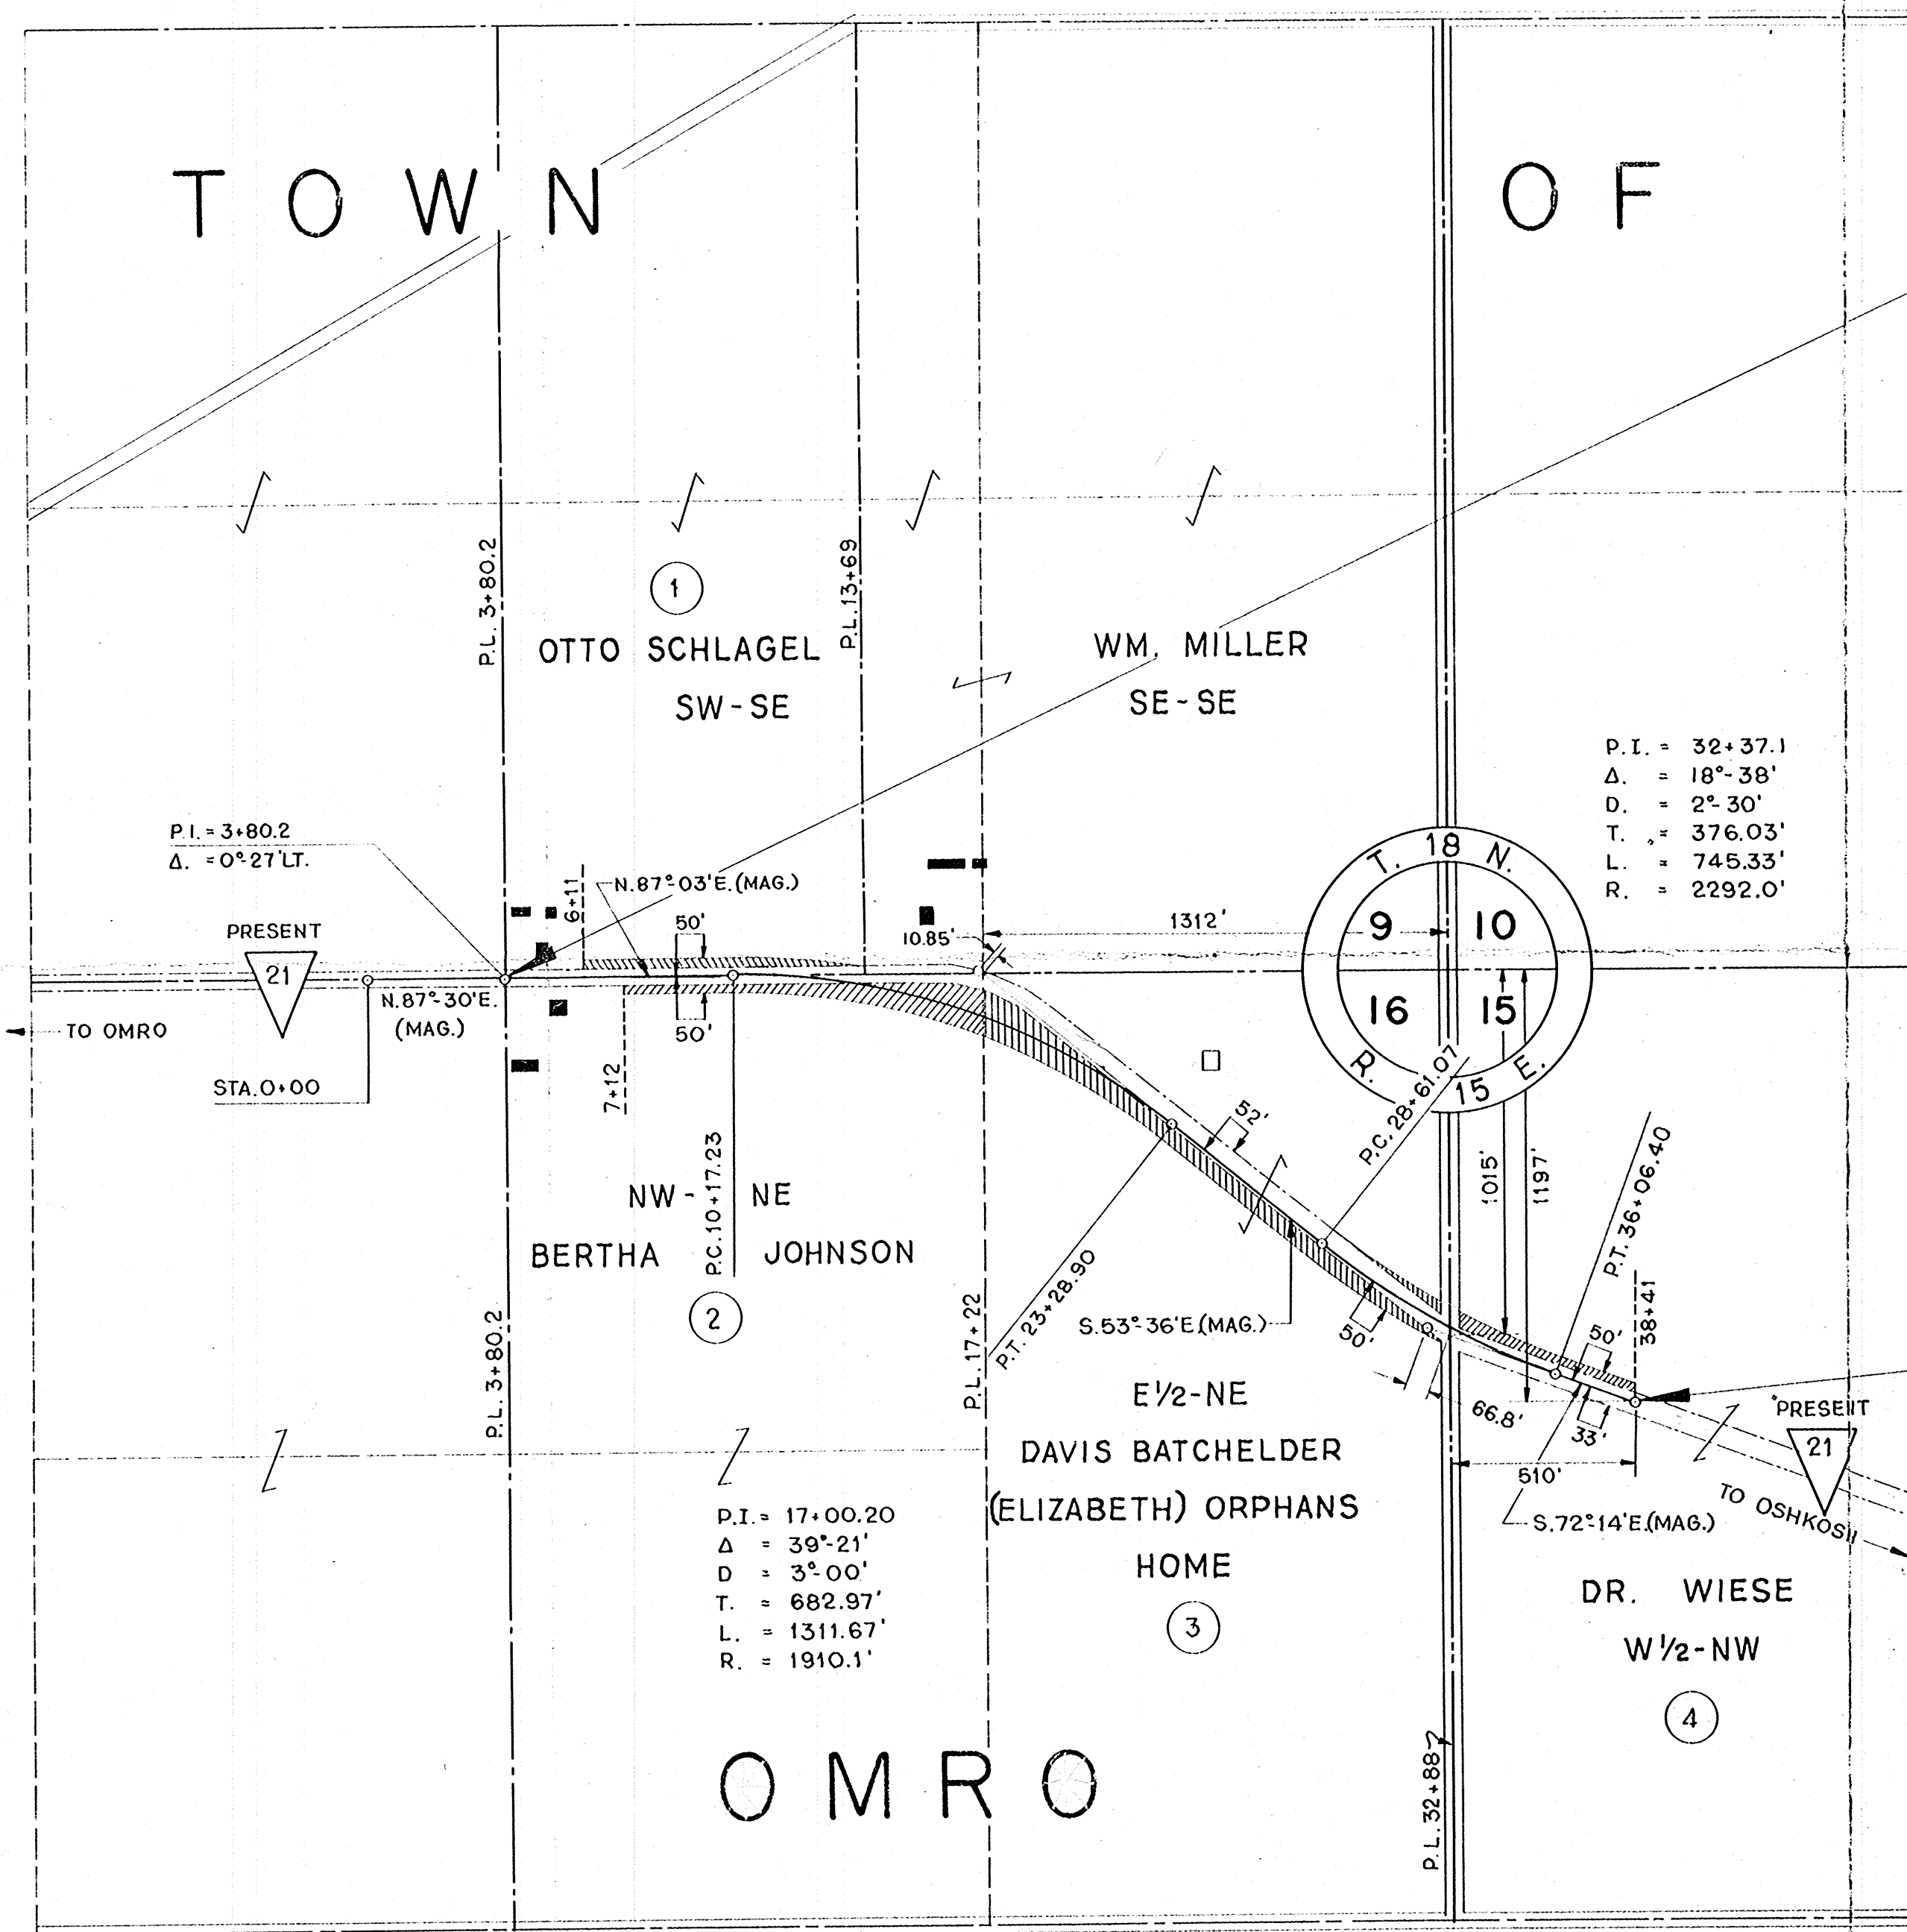 TOWN OF
P.L. 3+80.2
P.L. 13+69
1
OTTO SCHLAGEL
SW-SE
WM. MILLER
SE-SE
P.I. = 32+37.1
Δ. = 18°-38'
D. = 2°-30'
T. = 376.03'
L. = 745.33'
R. = 2292.0'
P.I. = 3+80.2
Δ. = 0°-27' LT.
6+11
N.87°-03'E.(MAG.)
50'
10.85'
1312'
T. 18 N.
9 10
16 15
R. 15 E.
PRESENT
21
N.87°-30'E.
(MAG.)
TO OMRO
STA. 0+00
50'
7+12
P.C. 10+17.23
NW-NE
BERTHA JOHNSON
2
P.L. 3+80.2
P.L. 17+22
P.T. 23+28.90
52'
P.C. 28+61.07
1015'
1197'
P.T. 36+06.40
38+41
S.53°-36'E.(MAG.)
50'
50'
66.8'
33'
510'
S.72°-14'E.(MAG.)
PRESENT
21
TO OSHKOSH
E1/2-NE
DAVIS BATCHELDER
(ELIZABETH) ORPHANS
HOME
3
P.I. = 17+00.20
Δ = 39°-21'
D = 3°-00'
T. = 682.97'
L. = 1311.67'
R. = 1910.1'
DR. WIESE
W 1/2-NW
4
P.L. 32+88
OMRO